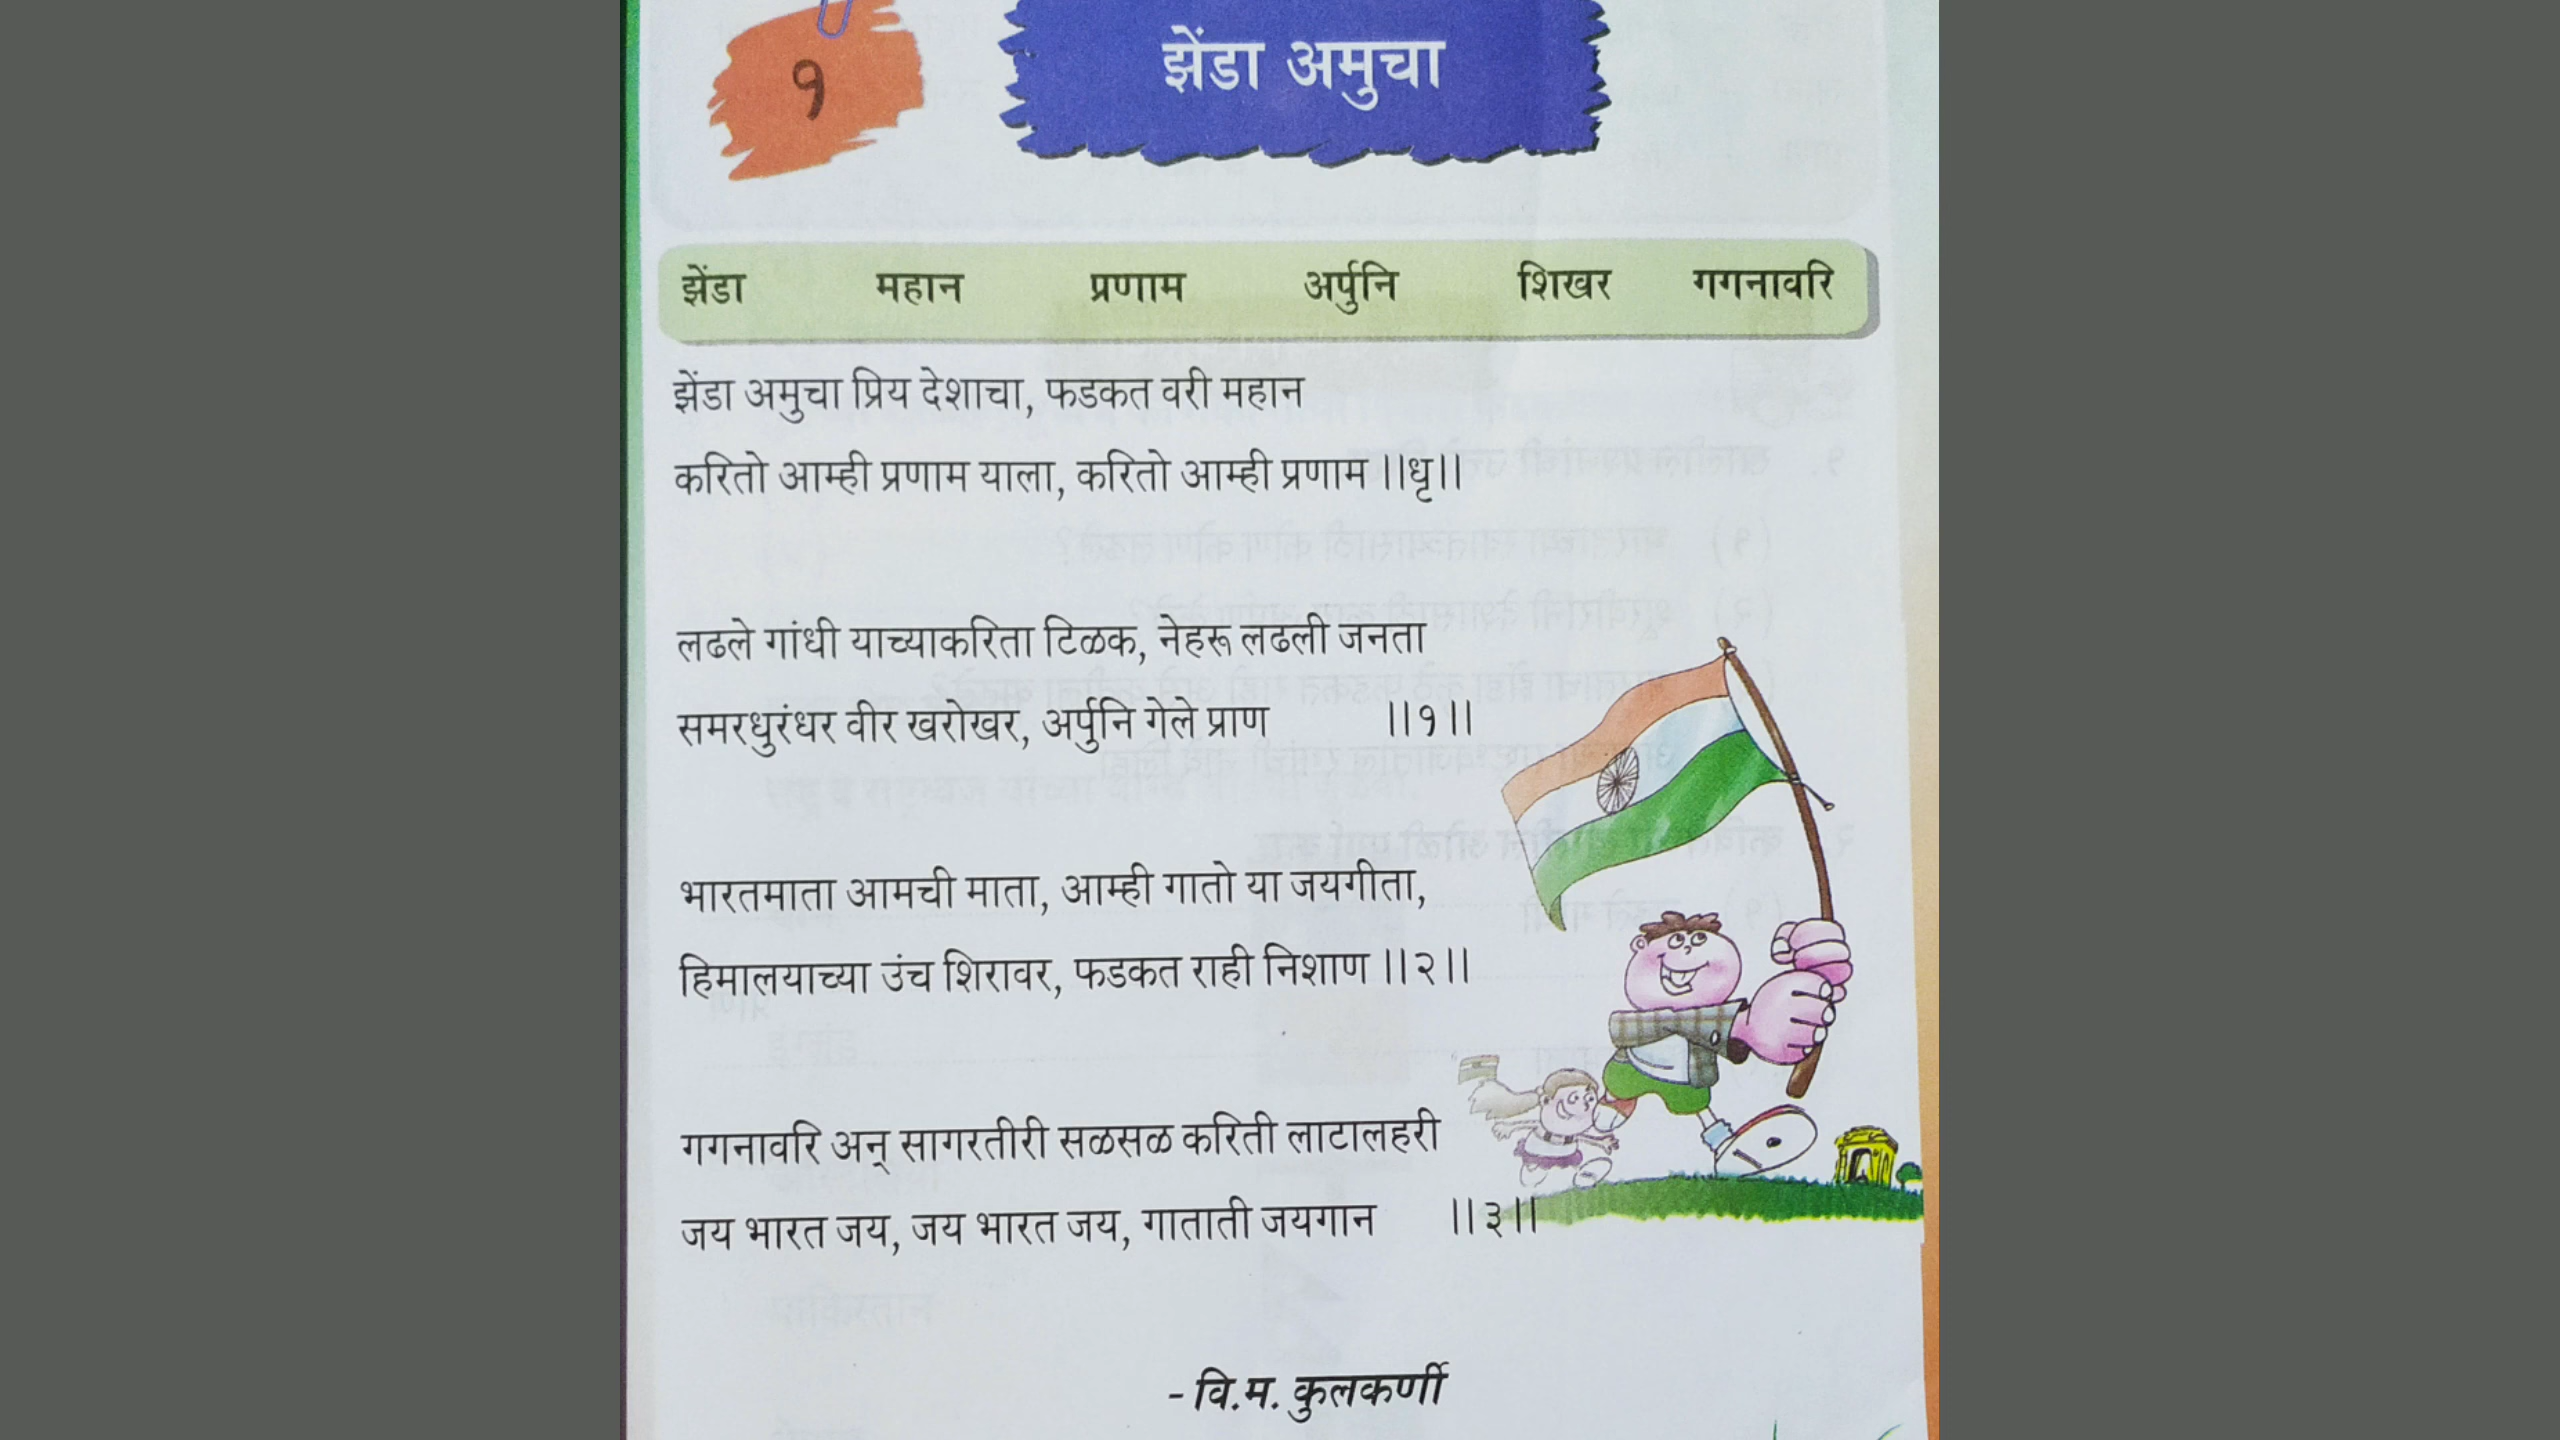 १
झेंडा अमुचा
झेंडा महान प्रणाम अर्पुनि शिखर गगनावरि
झेंडा अमुचा प्रिय देशाचा, फडकत वरी महान
करितो आम्ही प्रणाम याला, करितो आम्ही प्रणाम ॥धृ॥
लढले गांधी याच्याकरिता टिळक, नेहरू लढली जनता
समरधुरंधर वीर खरोखर, अर्पुनि गेले प्राण ॥१॥
भारतमाता आमची माता, आम्ही गातो या जयगीता,
हिमालयाच्या उंच शिरावर, फडकत राही निशाण ॥२॥
गगनावरि अन् सागरतीरी सळसळ करिती लाटालहरी
जय भारत जय, जय भारत जय, गाताती जयगान ॥३॥
- वि.म. कुलकर्णी